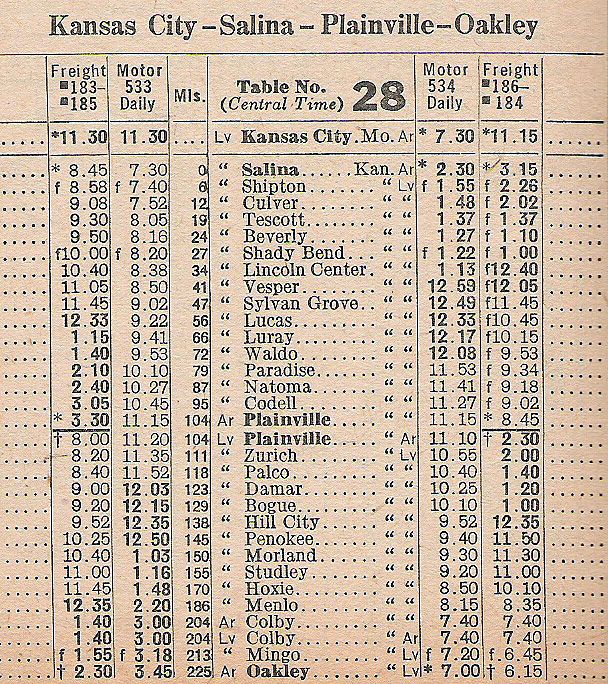 Kansas City–Salina–Plainville–Oakley
Freight Motor Mls. Table No. 28 Motor Freight
■183– 533 (Central Time) 534 ■186–
■185 Daily Daily ■184
*11.30 11.30 .... Lv Kansas City.Mo. Ar * 7.30 *11.15
* 8.45 7.30 0 " Salina......Kan. Ar * 2.30 * 3.15
f 8.58 f 7.40 6 " Shipton...... " Lv f 1.55 f 2.26
9.08 7.52 12 " Culver....... " " 1.48 f 2.02
9.30 8.05 19 " Tescott...... " " 1.37 f 1.37
9.50 8.16 24 " Beverly...... " " 1.27 f 1.10
f10.00 f 8.20 27 " Shady Bend... " " f 1.22 f 1.00
10.40 8.38 34 " Lincoln Center. " " 1.13 f12.40
11.05 8.50 41 " Vesper....... " " 12.59 f12.05
11.45 9.02 47 " Sylvan Grove.. " " 12.49 f11.45
12.33 9.22 56 " Lucas........ " " 12.33 f10.45
1.15 9.41 66 " Luray........ " " 12.17 f10.15
1.40 9.53 72 " Waldo........ " " 12.08 f 9.53
2.10 10.10 79 " Paradise..... " " 11.53 f 9.34
2.40 10.27 87 " Natoma....... " " 11.41 f 9.18
3.05 10.45 95 " Codell....... " " 11.27 f 9.02
* 3.30 11.15 104 Ar Plainville.... " " 11.15 * 8.45
† 8.00 11.20 104 Lv Plainville.... " Ar 11.10 † 2.30
8.20 11.35 111 " Zurich....... " Lv 10.55 2.00
8.40 11.52 118 " Palco........ " " 10.40 1.40
9.00 12.03 123 " Damar........ " " 10.25 1.20
9.20 12.15 129 " Bogue........ " " 10.10 1.00
9.52 12.35 138 " Hill City.... " " 9.52 12.35
10.25 12.50 145 " Penokee...... " " 9.40 11.50
10.40 1.03 150 " Morland...... " " 9.30 11.30
11.00 1.16 155 " Studley...... " " 9.20 11.00
11.45 1.48 170 " Hoxie........ " " 8.50 10.10
12.35 2.20 186 " Menlo........ " " 8.15 8.35
1.40 3.00 204 Ar Colby........ " " 7.40 7.40
1.40 3.00 204 Lv Colby........ " Ar 7.40 7.40
f 1.55 f 3.18 213 " Mingo........ " Lv f 7.20 f 6.45
† 2.30 3.45 225 Ar Oakley....... " Lv * 7.00 † 6.15